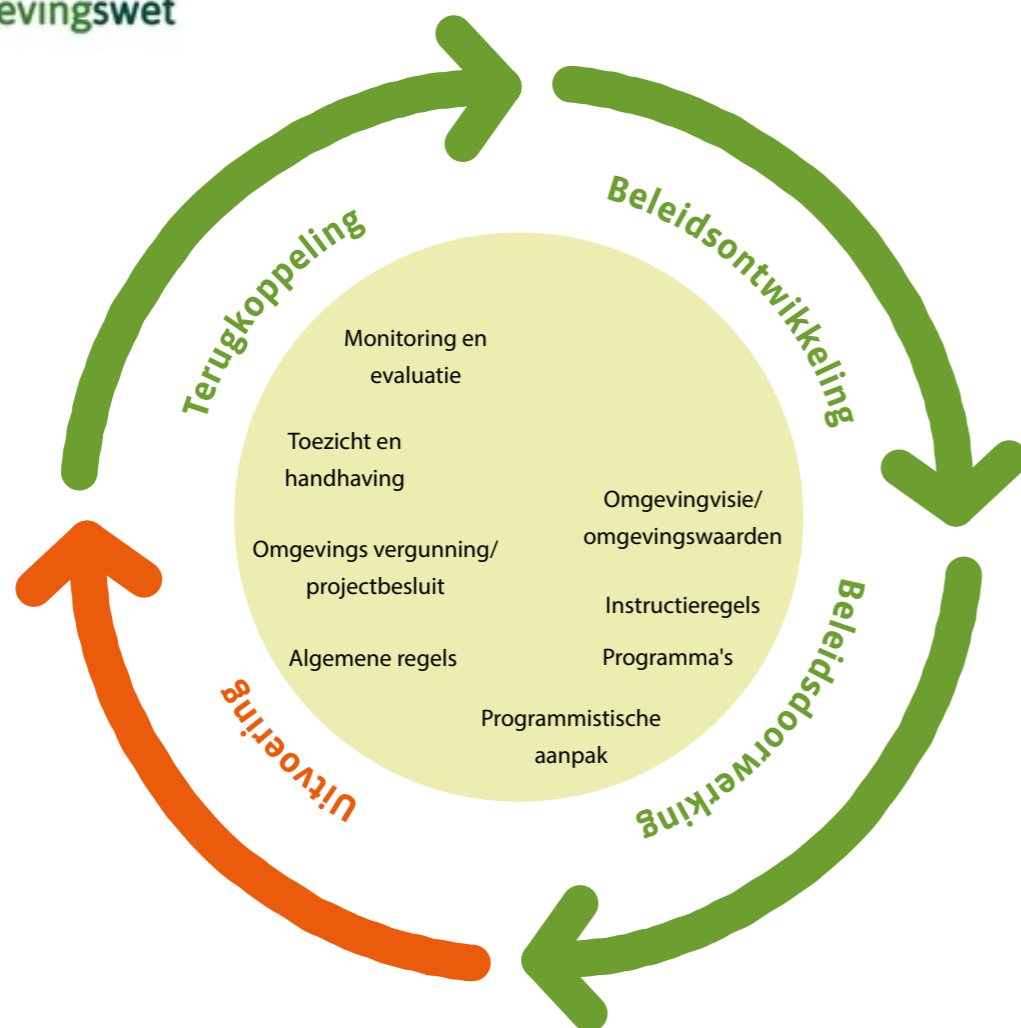 evingswet
Terugkoppeling
Beleidsontwikkeling
Monitoring en
evaluatie
Toezicht en
handhaving
Omgevings vergunning/
projectbesluit
Algemene regels
Omgevingvisie/
omgevingswaarden
Instructieregels
Programma's
Programmistische
aanpak
Beleidsdoorwerking
Uitvoering